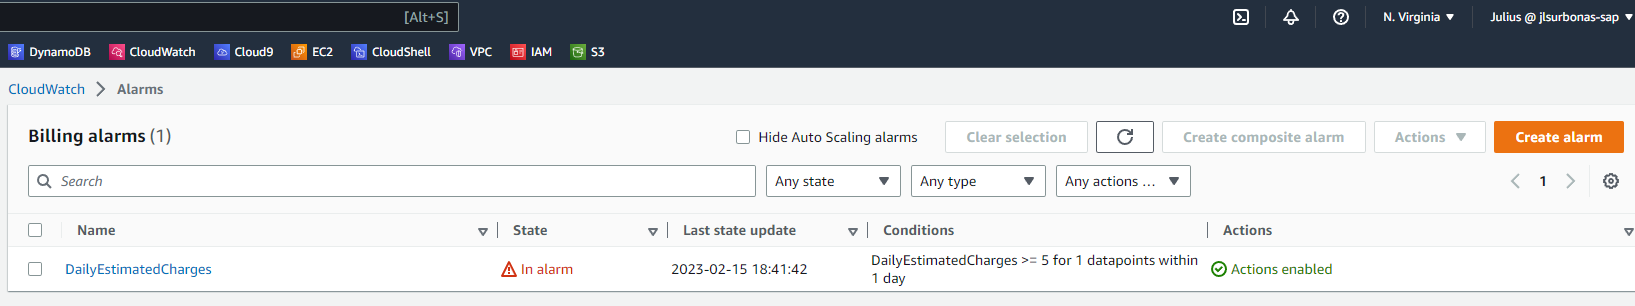 [Alt+S]
N. Virginia
Julius @ jlsurbonas-sap
DynamoDB CloudWatch Cloud9 EC2 CloudShell VPC IAM S3
CloudWatch > Alarms
Billing alarms (1)
Hide Auto Scaling alarms
Clear selection
Create composite alarm
Actions
Create alarm
Search
Any state
Any type
Any actions ...
1
Name State Last state update Conditions Actions
DailyEstimatedCharges In alarm 2023-02-15 18:41:42 DailyEstimatedCharges >= 5 for 1 datapoints within
1 day
Actions enabled